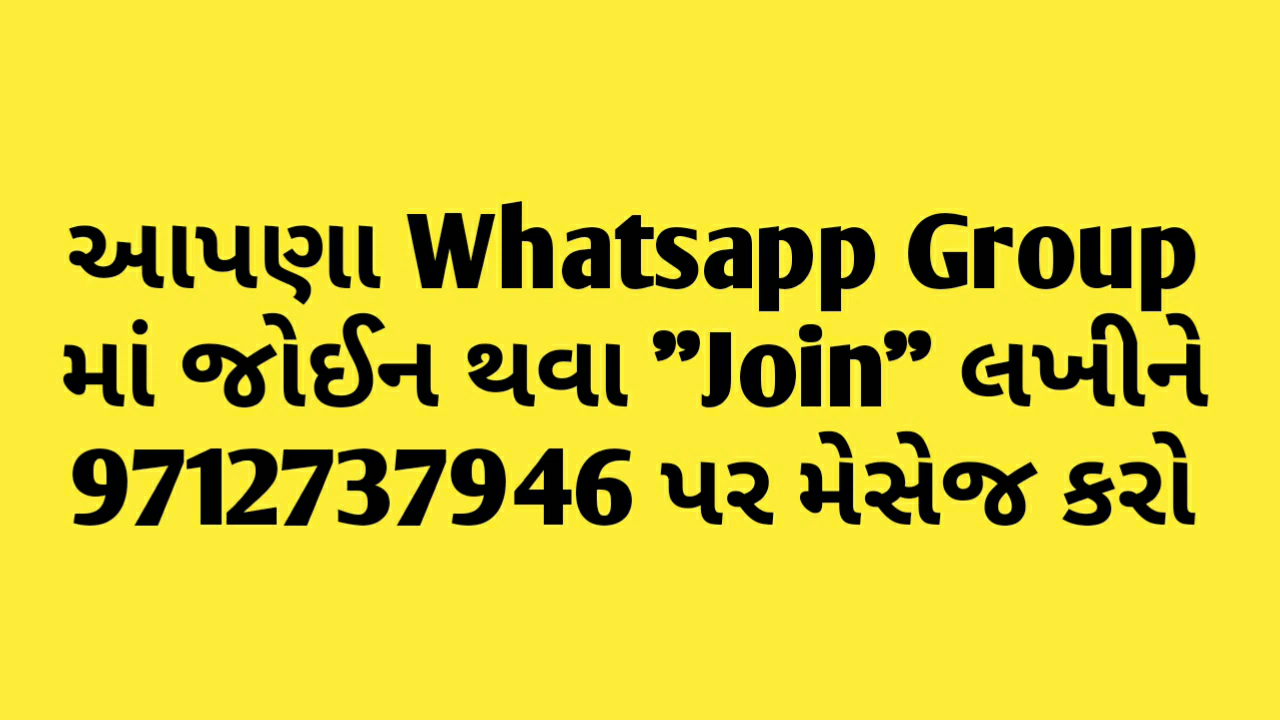 આપણા Whatsapp Group
માં જોઈન થવા ”Join” લખીને
9712737946 પર મેસેજ કરો